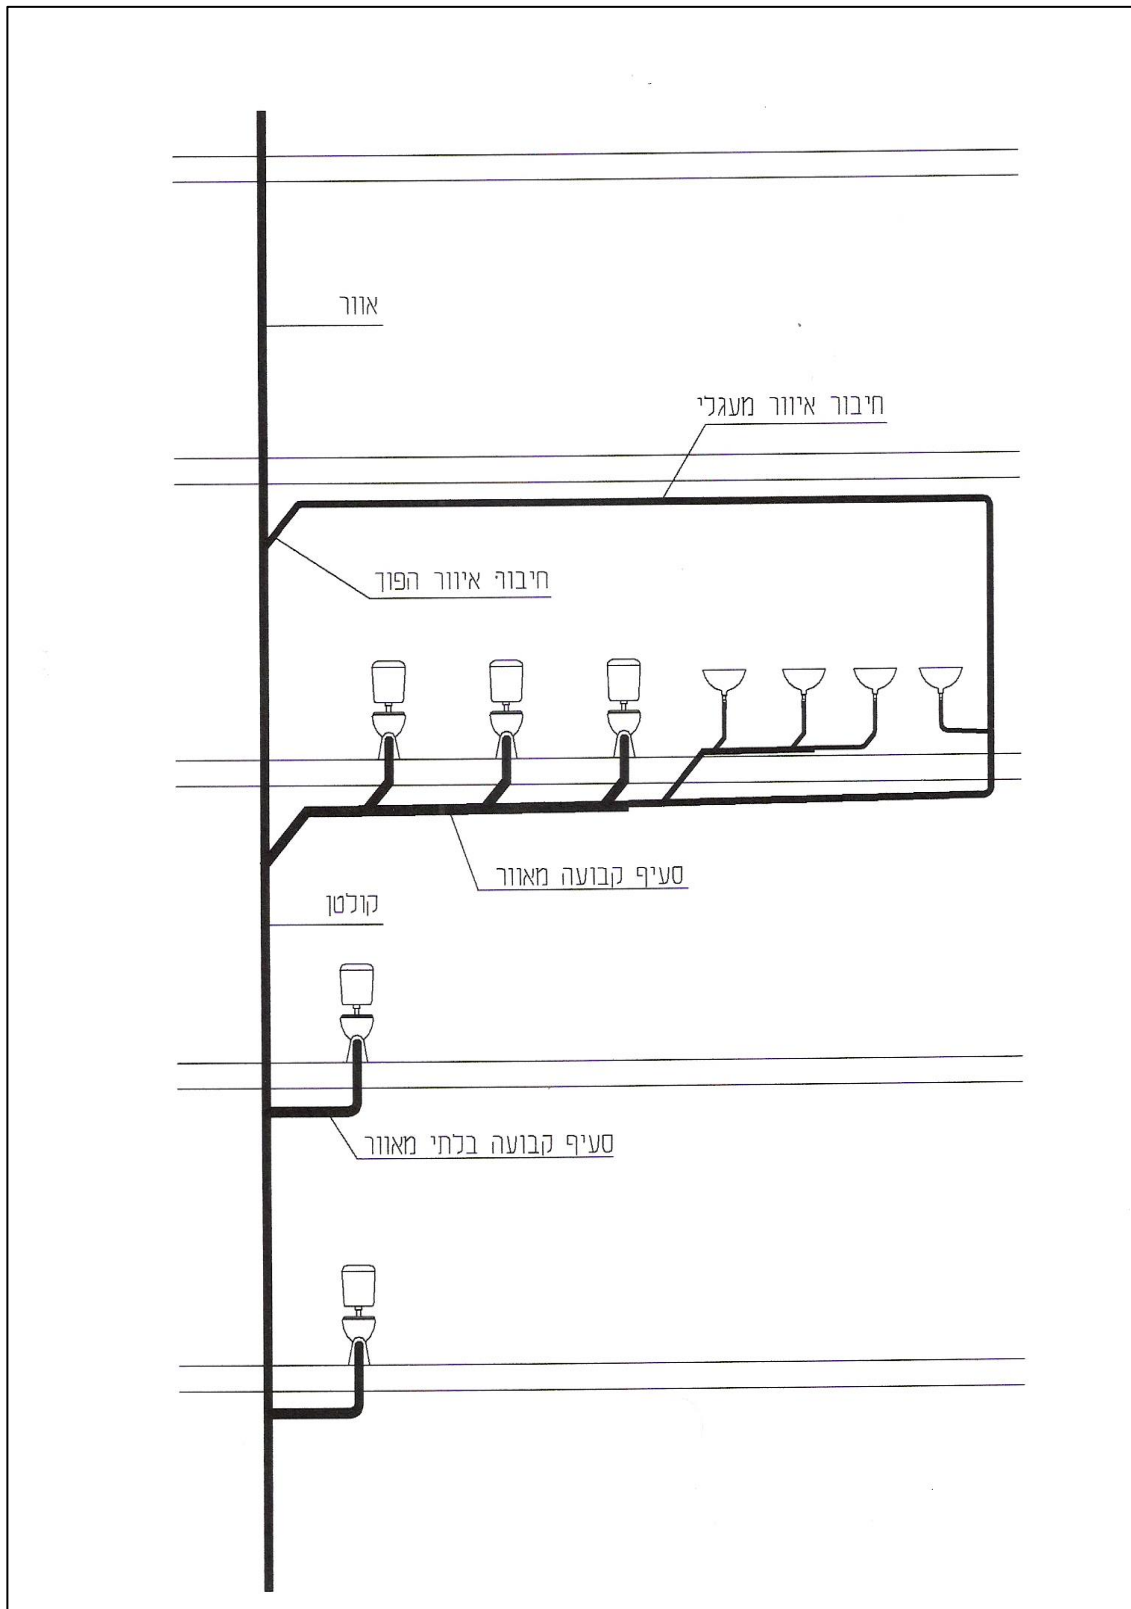 אוור
חיבור איוור מעגלי
חיבור איוור הפוך
סעיף קבועה מאוור
קולטן
סעיף קבועה בלתי מאוור